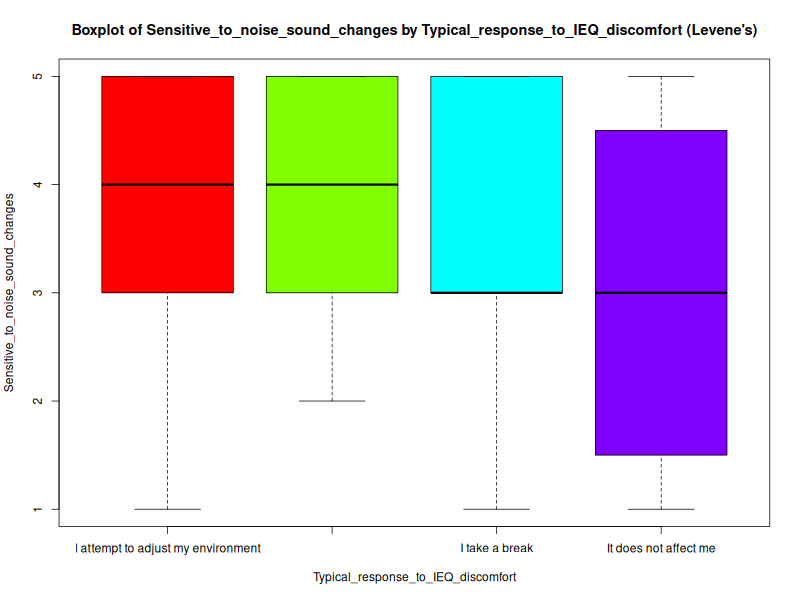 Boxplot of Sensitive_to_noise_sound_changes by Typical_response_to_IEQ_discomfort (Levene's)
Sensitive_to_noise_sound_changes
5
4
3
2
1
I attempt to adjust my environment
I take a break
It does not affect me
Typical_response_to_IEQ_discomfort